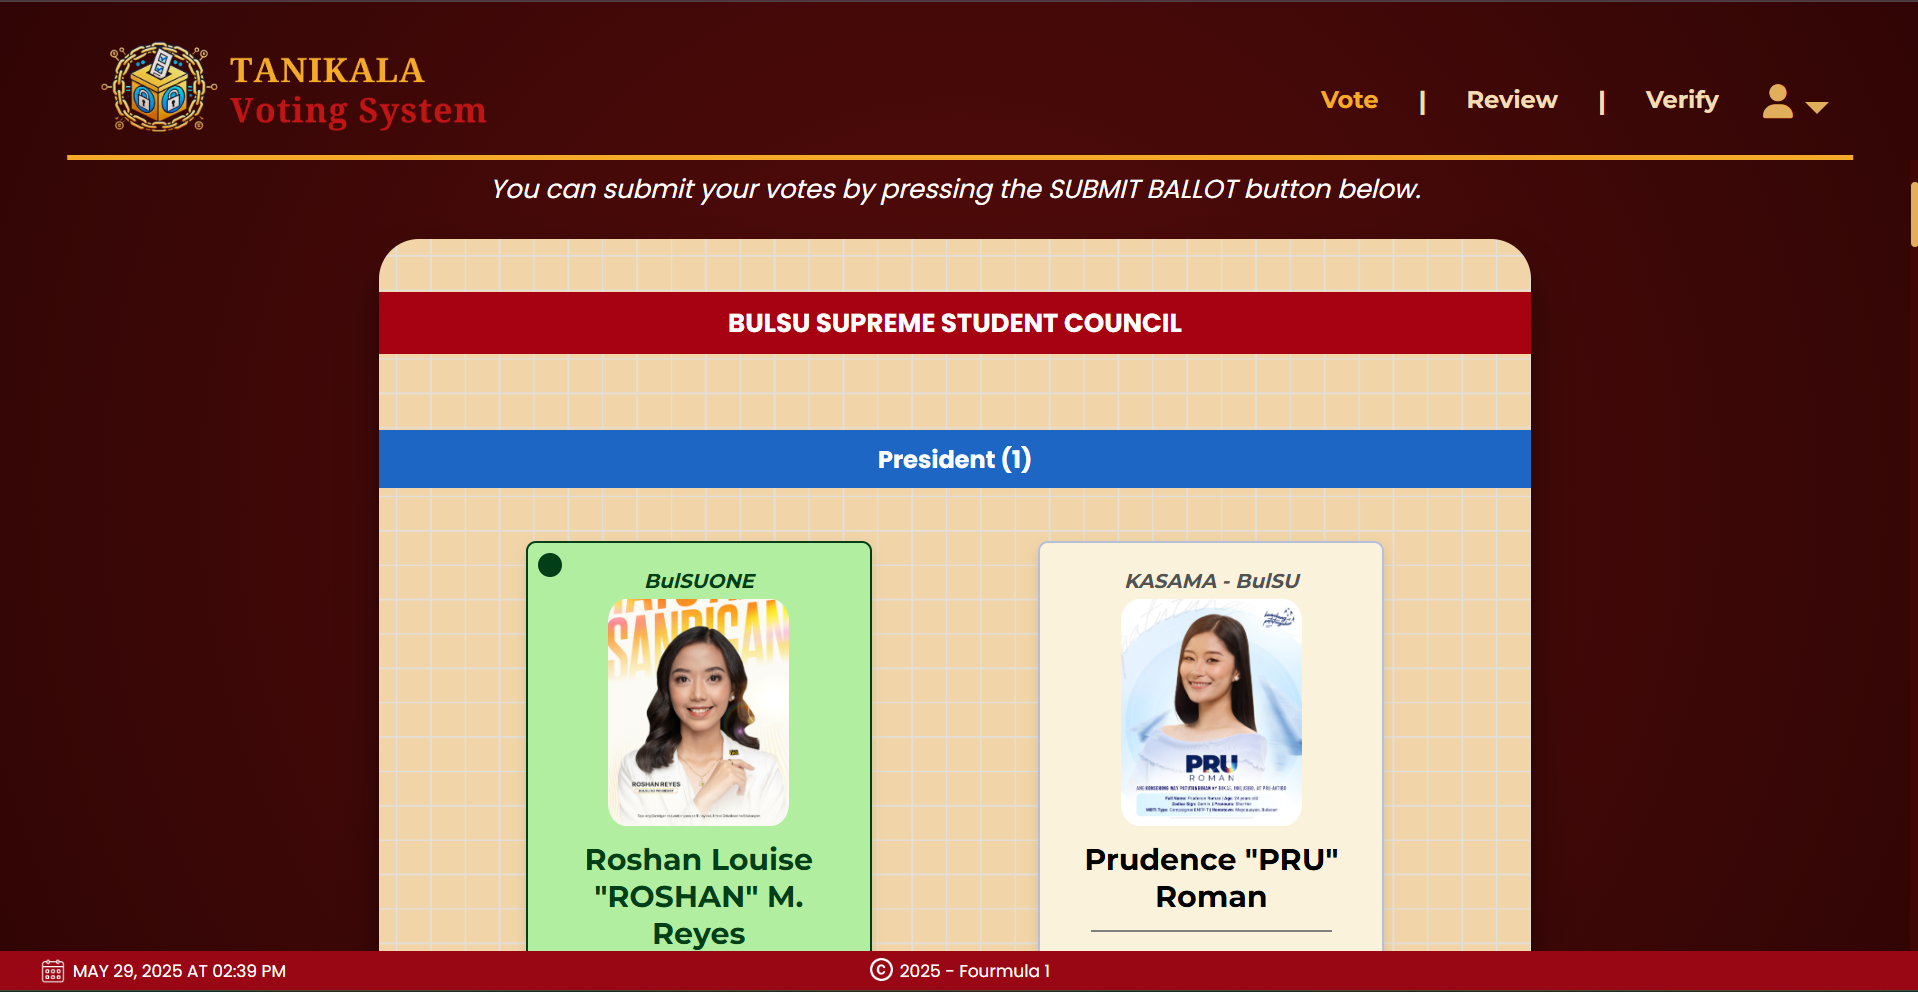 TANIKALA
Voting System
Vote | Review | Verify
You can submit your votes by pressing the SUBMIT BALLOT button below.
BULSU SUPREME STUDENT COUNCIL
President (1)
BulSUONE
SANDIGAN
ROSHAN REYES
Roshan Louise
"ROSHAN" M.
Reyes
KASAMA - BulSU
PRU
ROMAN
Prudence "PRU"
Roman
MAY 29, 2025 AT 02:39 PM
© 2025 - Fourmula 1